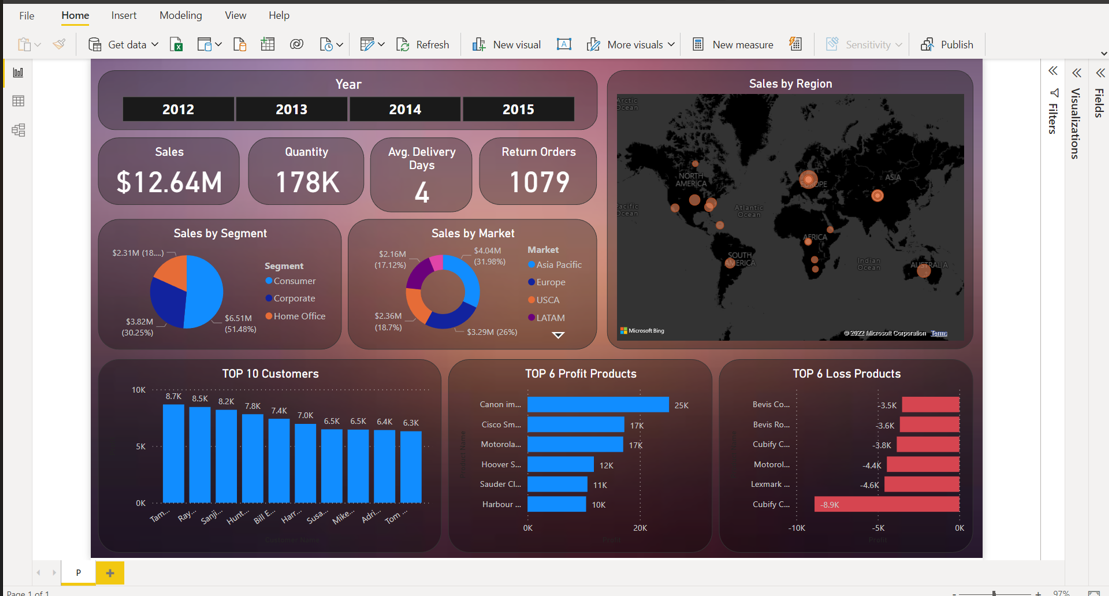 File Home Insert Modeling View Help
Get data Refresh New visual More visuals New measure Sensitivity Publish
Year
2012 2013 2014 2015
Sales
$12.64M
Quantity
178K
Avg. Delivery
Days
4
Return Orders
1079
Sales by Region
NORTH
AMERICA
Atlantic
Ocean
ASIA
AFRICA
SOUTH
AMERICA
Indian
Ocean
AUSTRALIA
Microsoft Bing
© 2022 Microsoft Corporation Terms
Sales by Segment
$2.31M (18....)
$3.82M
(30.25%)
$6.51M
(51.48%)
Segment
Consumer
Corporate
Home Office
Sales by Market
$2.16M
(17.12%)
$4.04M
(31.98%)
$2.36M
(18.7%)
$3.29M (26%)
Market
Asia Pacific
Europe
USCA
LATAM
TOP 10 Customers
10K
5K
0K
8.7K 8.5K 8.2K 7.8K 7.4K 7.0K 6.5K 6.5K 6.4K 6.3K
Tam... Ray... Sanji... Hunt... Bill E... Harr... Susa... Mike... Adri... Tom ...
TOP 6 Profit Products
Canon im... 25K
Cisco Sm... 17K
Motorola... 17K
Hoover S... 12K
Sauder Cl... 11K
Harbour ... 10K
0K 20K
TOP 6 Loss Products
Bevis Co... -3.5K
Bevis Ro... -3.6K
Cubify C... -3.8K
Motorol... -4.4K
Lexmark ... -4.6K
Cubify C... -8.9K
-10K -5K 0K
Filters
Visualizations
Fields
P
Page 1 of 1
97%